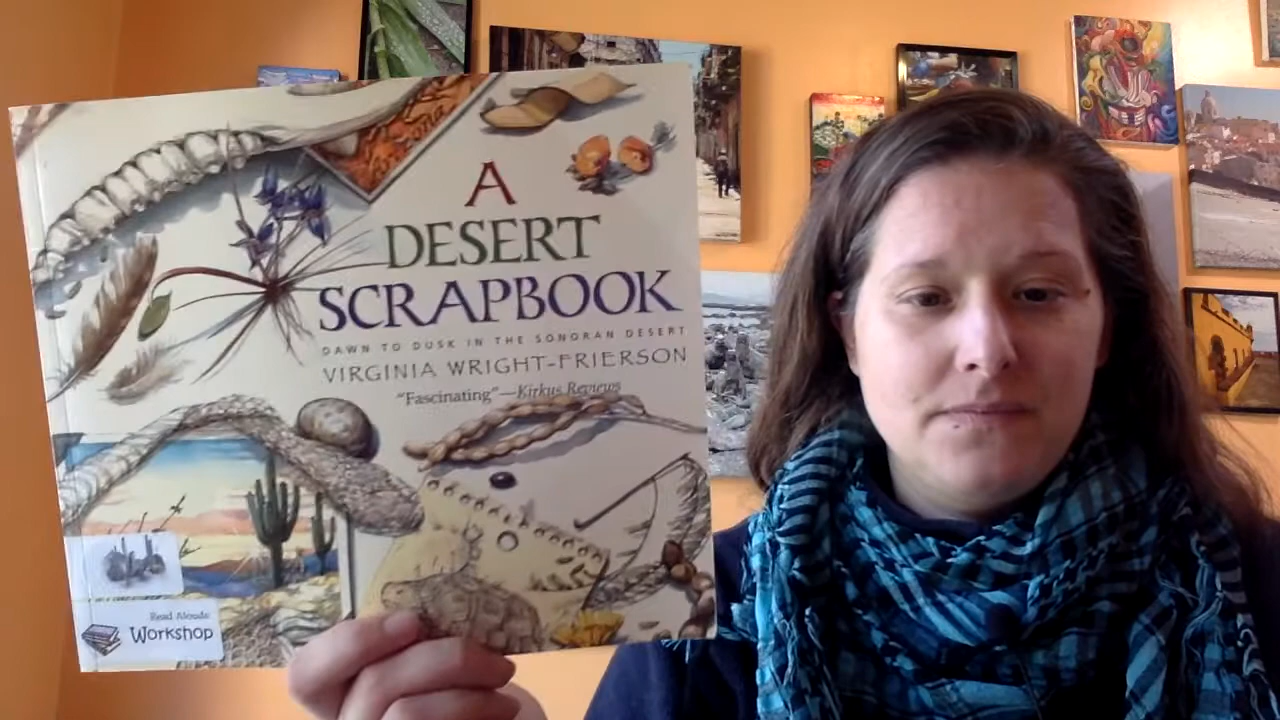 A
DESERT
SCRAPBOOK
DAWN TO DUSK IN THE SONORAN DESERT
VIRGINIA WRIGHT-FRIERSON
"Fascinating"—Kirkus Reviews
Read Alouds:
Workshop